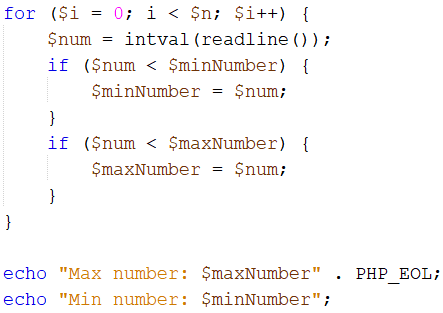 for ($i = 0; i < $n; $i++) {
    $num = intval(readline());
    if ($num < $minNumber) {
        $minNumber = $num;
    }
    if ($num < $maxNumber) {
        $maxNumber = $num;
    }
}

echo "Max number: $maxNumber" . PHP_EOL;
echo "Min number: $minNumber";